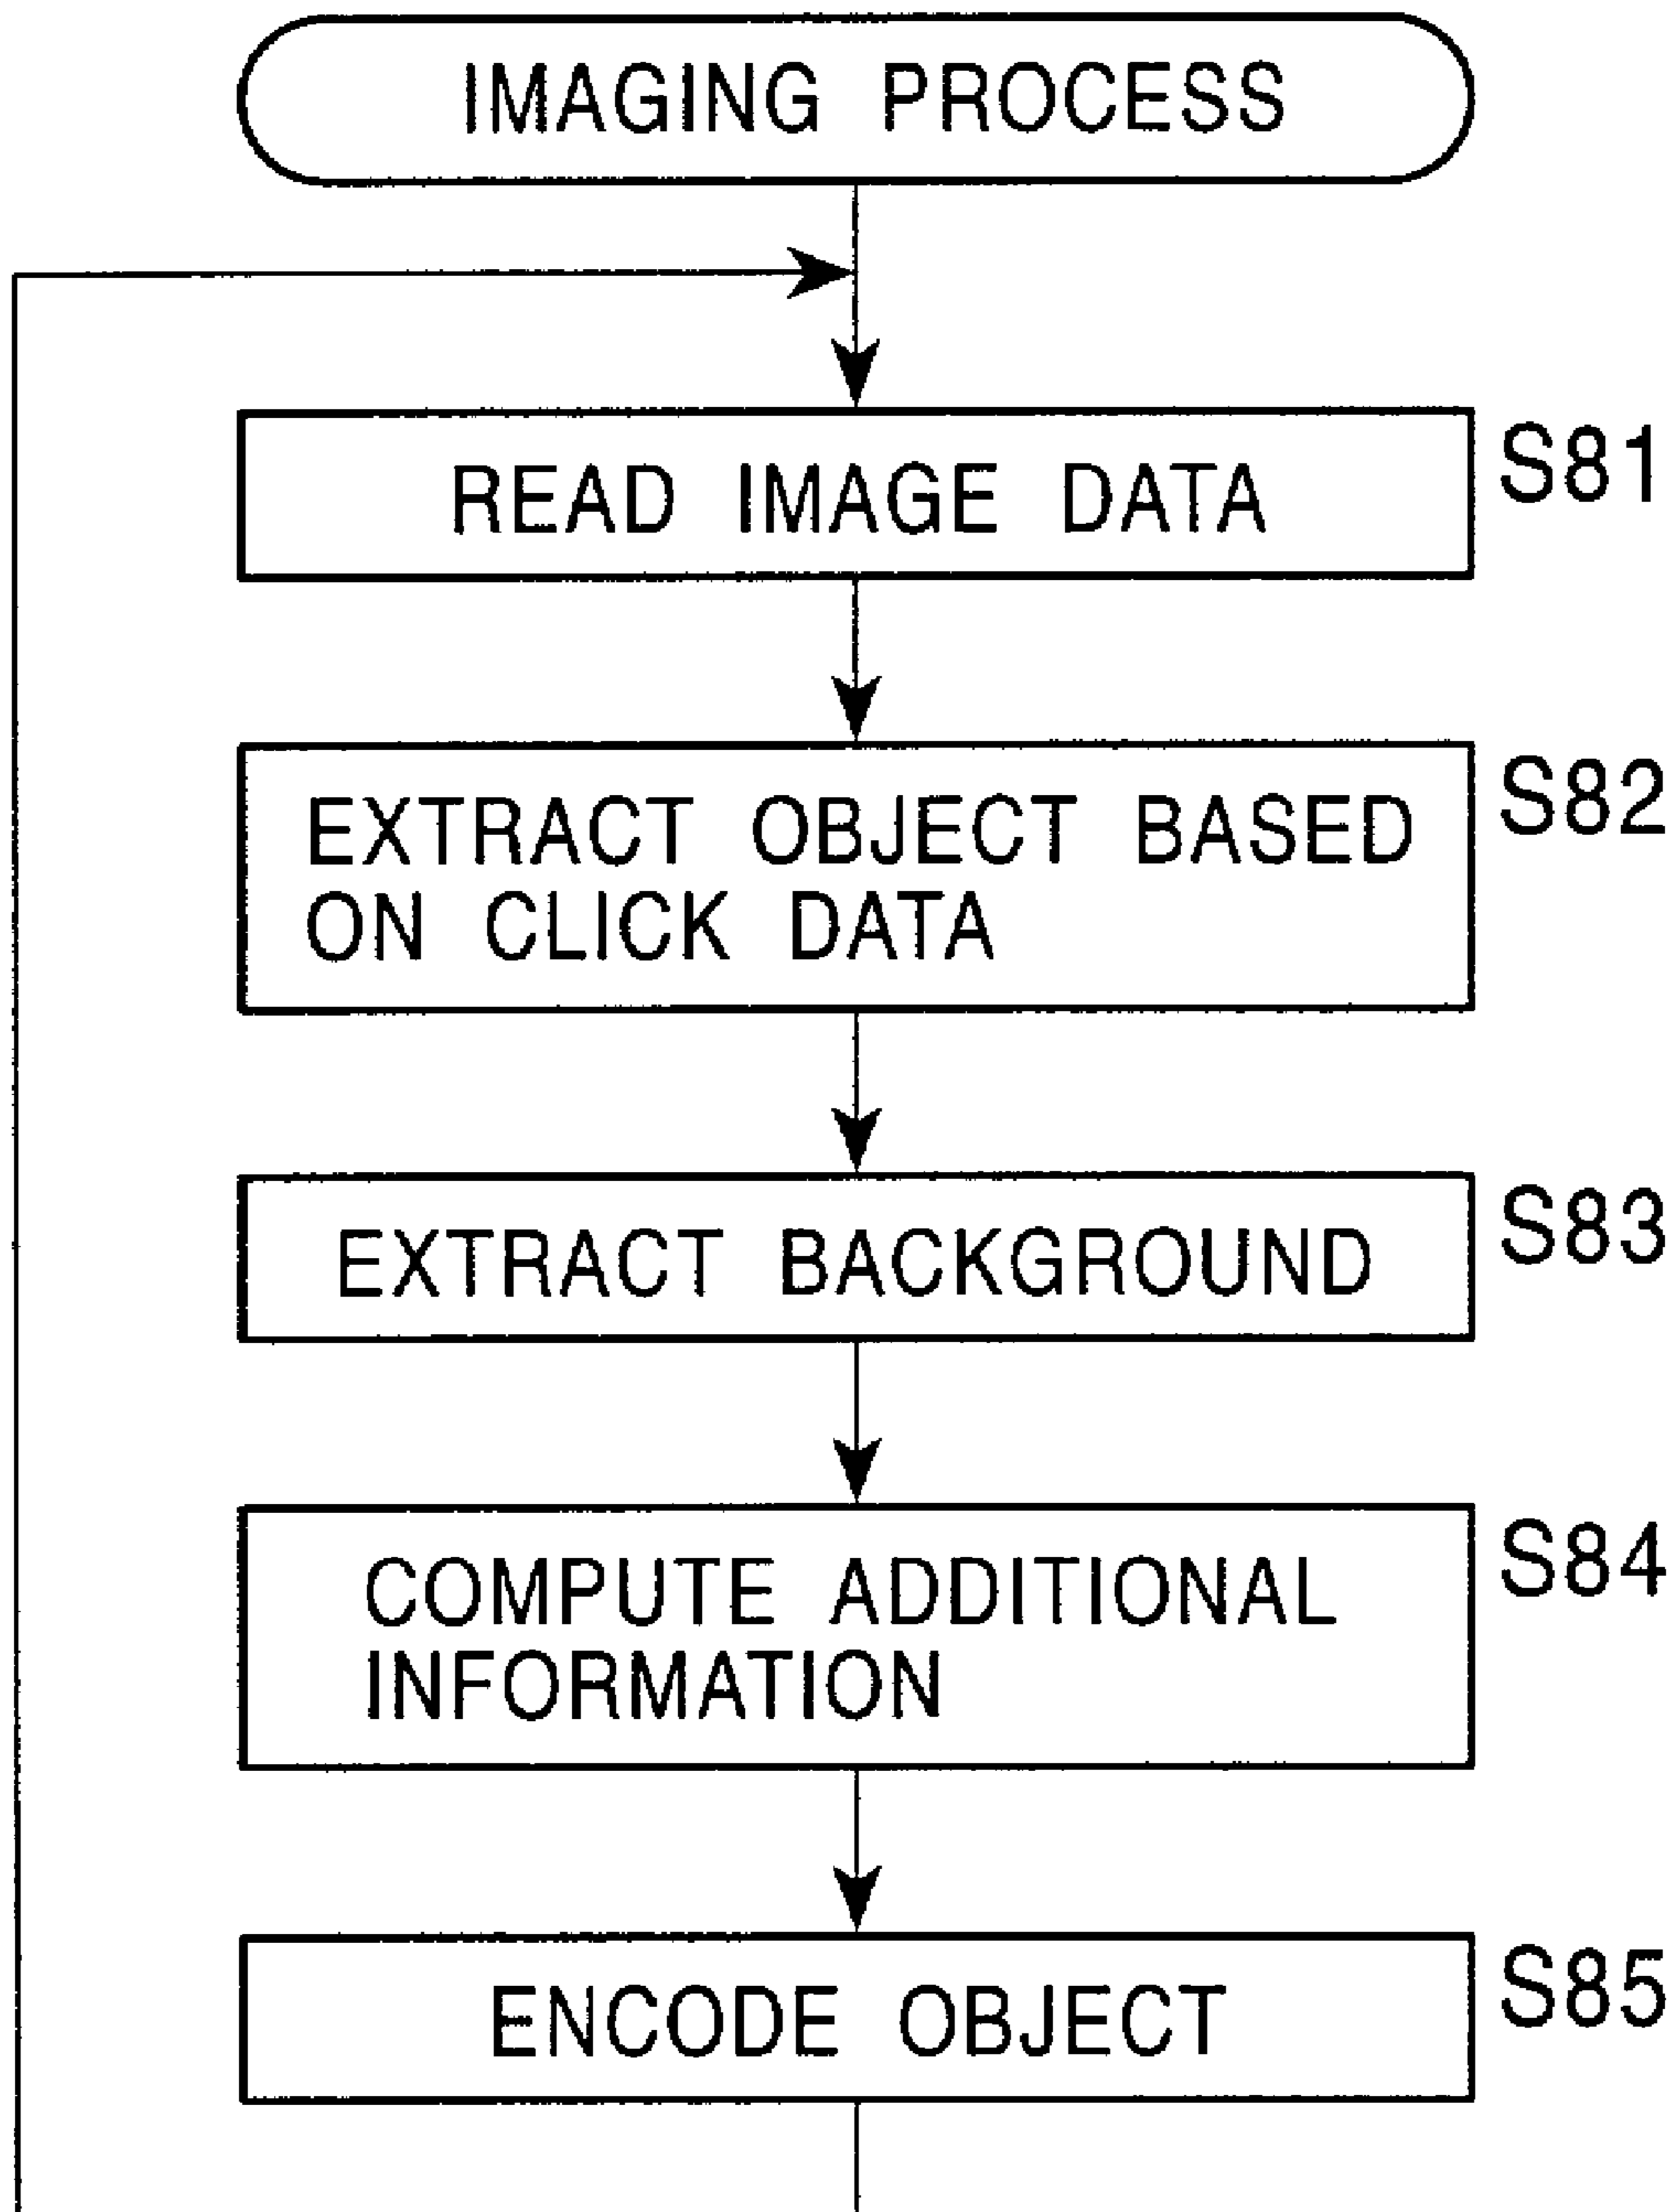 IMAGING PROCESS
READ IMAGE DATA
S81
EXTRACT OBJECT BASED
ON CLICK DATA
S82
EXTRACT BACKGROUND
S83
COMPUTE ADDITIONAL
INFORMATION
S84
ENCODE OBJECT
S85